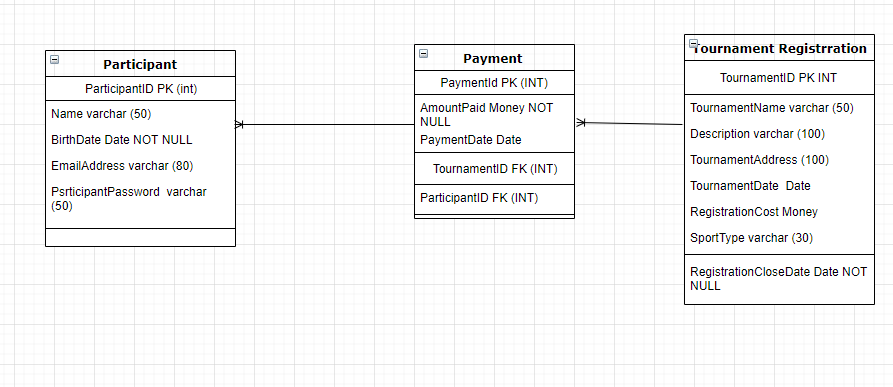 Participant
ParticipantID PK (int)
Name varchar (50)
BirthDate Date NOT NULL
EmailAddress varchar (80)
PsrticipantPassword varchar
(50)
Payment
PaymentId PK (INT)
AmountPaid Money NOT
NULL
PaymentDate Date
TournamentID FK (INT)
ParticipantID FK (INT)
Tournament Registrration
TournamentID PK INT
TournamentName varchar (50)
Description varchar (100)
TournamentAddress (100)
TournamentDate Date
RegistrationCost Money
SportType varchar (30)
RegistrationCloseDate Date NOT
NULL